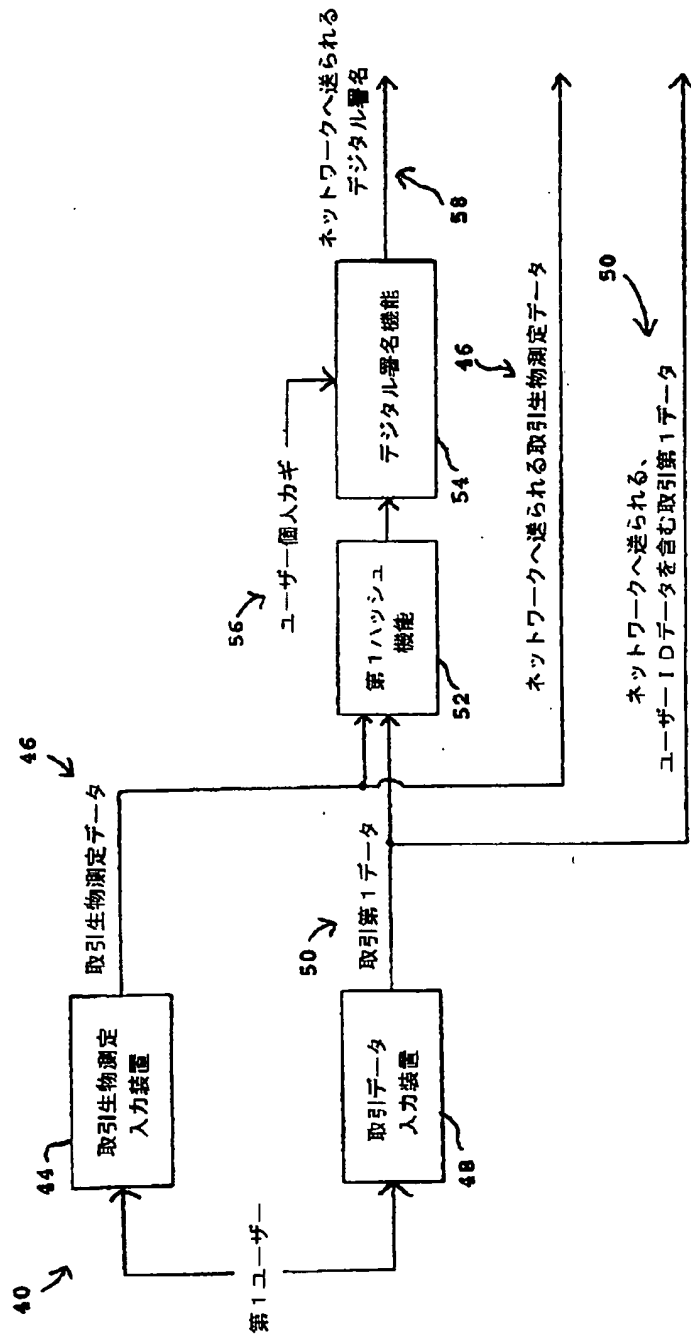 40
第1ユーザー
44
取引生物測定
入力装置
取引生物測定データ
46
48
取引データ
入力装置
50
取引第1データ
56
ユーザー個人カギ
第1ハッシュ
機能
52
デジタル署名機能
54
ネットワークへ送られる
デジタル署名
58
46
ネットワークへ送られる取引生物測定データ
50
ネットワークへ送られる、
ユーザーIDデータを含む取引第1データ